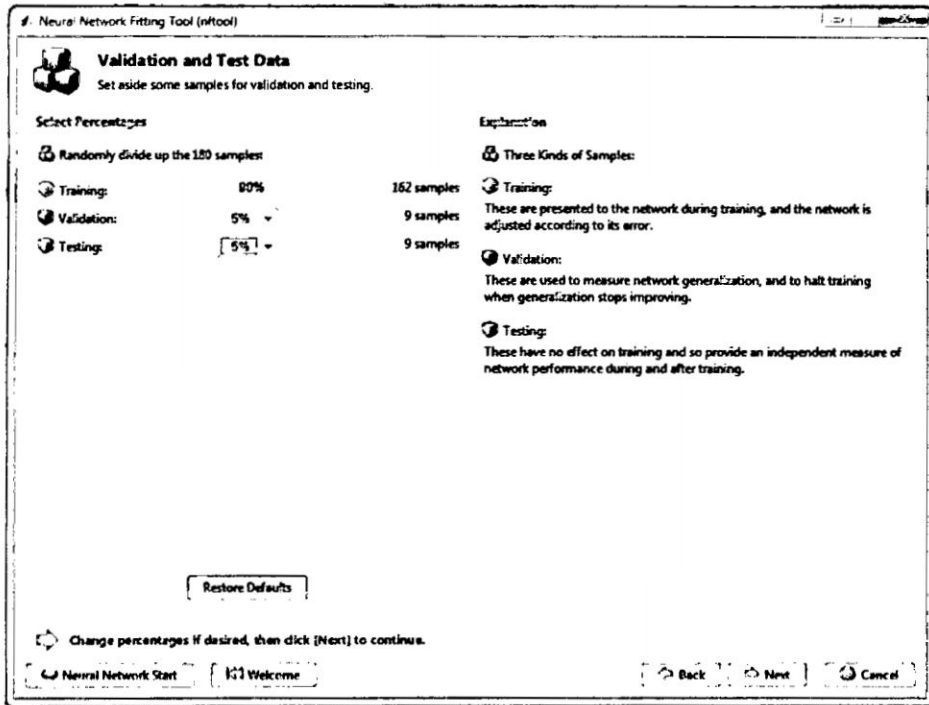 Neural Network Fitting Tool (nftool)
Validation and Test Data
Set aside some samples for validation and testing.
Select Percentages
Randomly divide up the 180 samples:
Training: 90% 162 samples
Validation: 5% 9 samples
Testing: 5% 9 samples
Restore Defaults
Explanation
Three Kinds of Samples:
Training:
These are presented to the network during training, and the network is
adjusted according to its error.
Validation:
These are used to measure network generalization, and to halt training
when generalization stops improving.
Testing:
These have no effect on training and so provide an independent measure of
network performance during and after training.
Change percentages if desired, then click [Next] to continue.
Neural Network Start Welcome Back Next Cancel